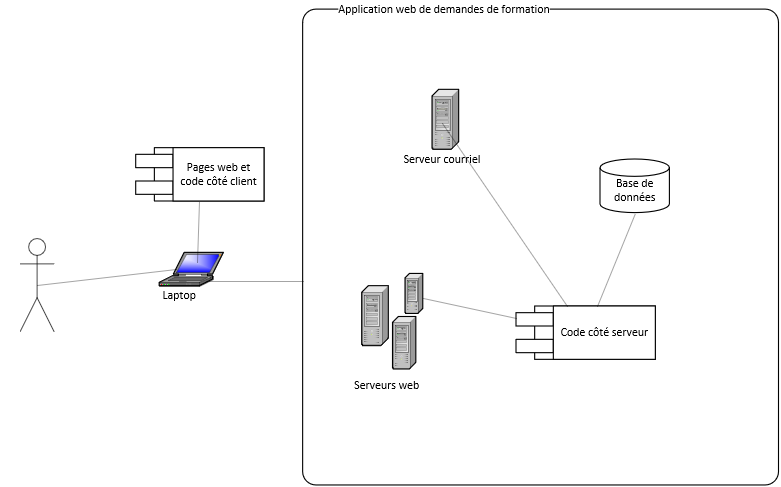 Application web de demandes de formation
Serveur courriel
Pages web et
code côté client
Base de
données
Laptop
Code côté serveur
Serveurs web